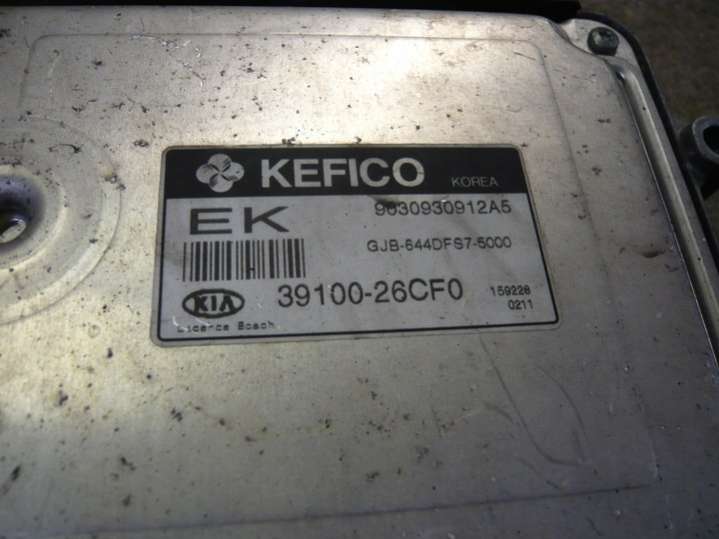 KEFICO KOREA
EK 9030930912A5
GJB-644DFS7-5000
KIA 39100-26CF0 159228
0211
Licence Bosch